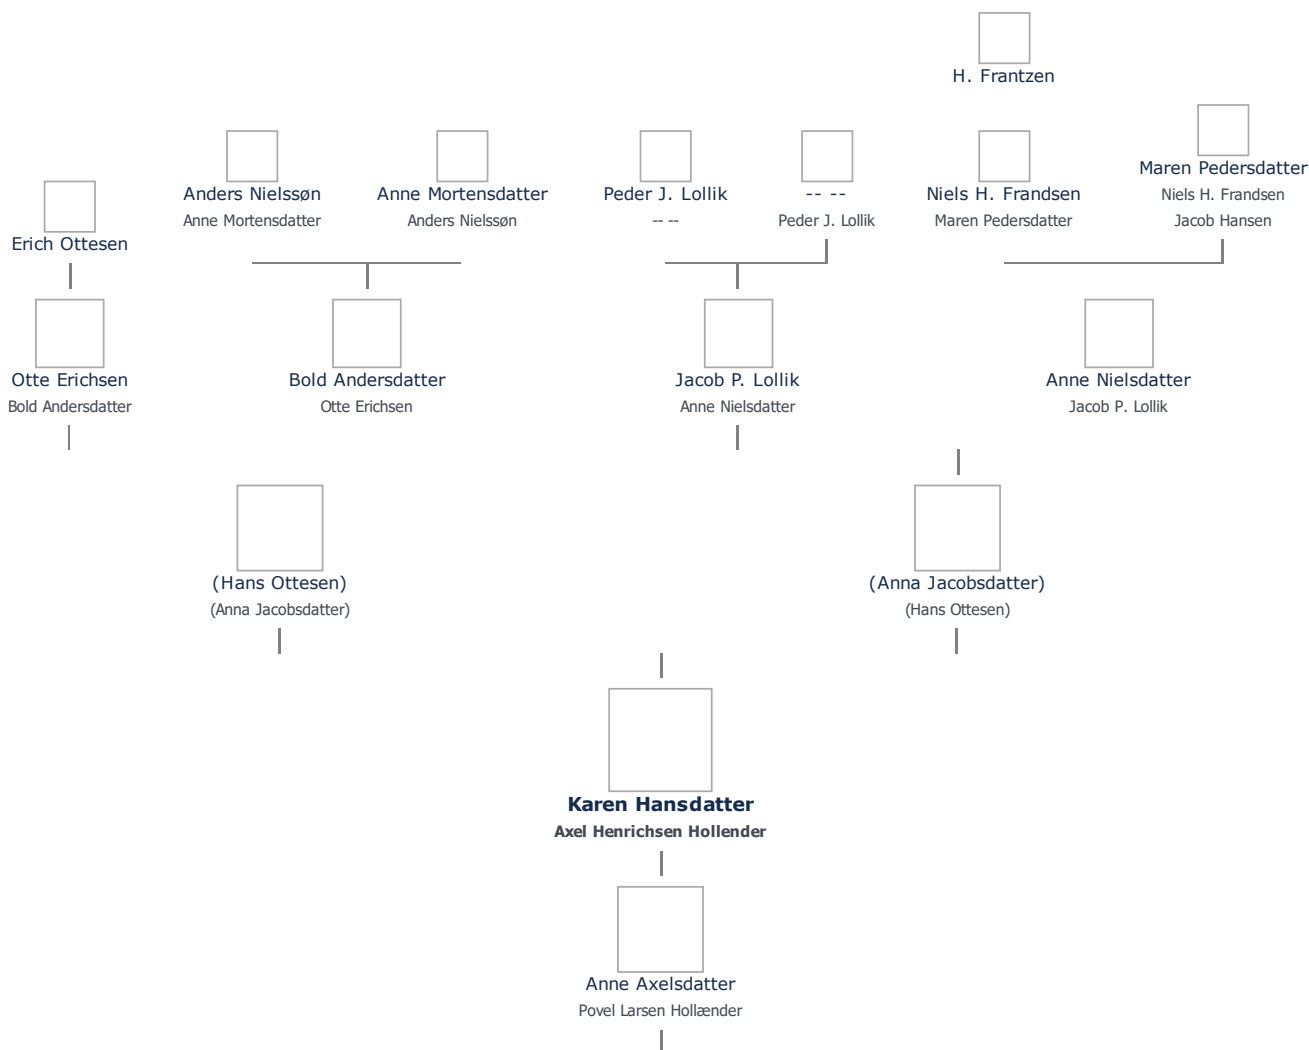 H. Frantzen
Maren Pedersdatter
Niels H. Frandsen
Jacob Hansen
Anders Nielssøn
Anne Mortensdatter
Anne Mortensdatter
Anders Nielssøn
Peder J. Lollik
-- --
-- --
Peder J. Lollik
Niels H. Frandsen
Maren Pedersdatter
Erich Ottesen
Otte Erichsen
Bold Andersdatter
Bold Andersdatter
Otte Erichsen
Jacob P. Lollik
Anne Nielsdatter
Anne Nielsdatter
Jacob P. Lollik
(Hans Ottesen)
(Anna Jacobsdatter)
(Anna Jacobsdatter)
(Hans Ottesen)
Karen Hansdatter
Axel Henrichsen Hollender
Anne Axelsdatter
Povel Larsen Hollænder